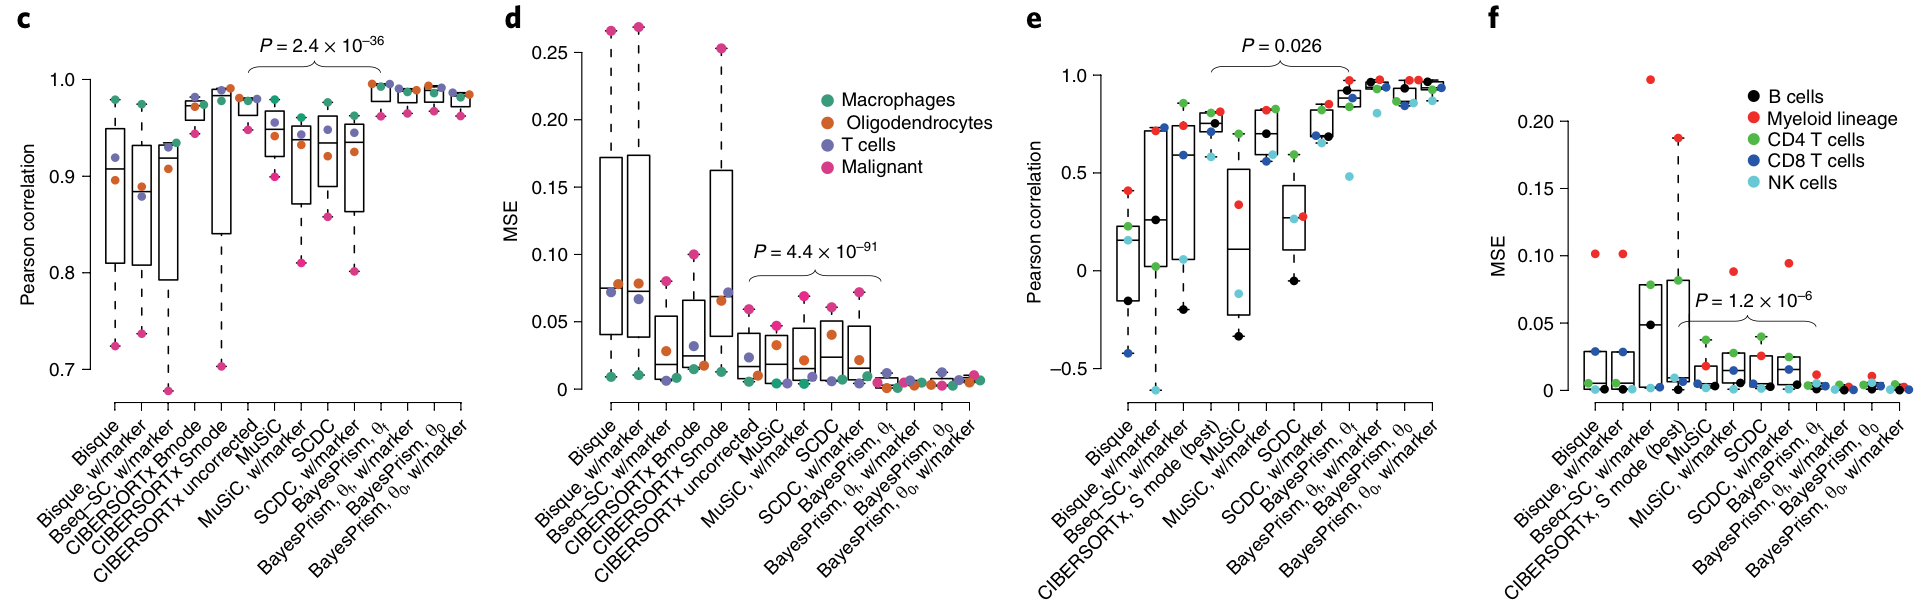 c
P = 2.4 × 10–36
Pearson correlation
1.0
0.9
0.8
0.7
Bisque
Bisque, w/marker
Bseq–SC, w/marker
CIBERSORTx Bmode
CIBERSORTx Smode
CIBERSORTx uncorrected
MuSiC
MuSiC, w/marker
SCDC
SCDC, w/marker
BayesPrism, θf
BayesPrism, θf, w/marker
BayesPrism, θ0
BayesPrism, θ0, w/marker
d
MSE
0.25
0.20
0.15
0.10
0.05
0
Macrophages
Oligodendrocytes
T cells
Malignant
P = 4.4 × 10–91
Bisque
Bisque, w/marker
Bseq–SC, w/marker
CIBERSORTx Bmode
CIBERSORTx Smode
CIBERSORTx uncorrected
MuSiC
MuSiC, w/marker
SCDC
SCDC, w/marker
BayesPrism, θf
BayesPrism, θf, w/marker
BayesPrism, θ0
BayesPrism, θ0, w/marker
e
P = 0.026
Pearson correlation
1.0
0.5
0
–0.5
Bisque
Bisque, w/marker
Bseq–SC, w/marker
CIBERSORTx, S mode (best)
MuSiC
MuSiC, w/marker
SCDC
SCDC, w/marker
BayesPrism, θf
BayesPrism, θf, w/marker
BayesPrism, θ0
BayesPrism, θ0, w/marker
f
MSE
0.20
0.15
0.10
0.05
0
B cells
Myeloid lineage
CD4 T cells
CD8 T cells
NK cells
P = 1.2 × 10–6
Bisque
Bisque, w/marker
Bseq–SC, w/marker
CIBERSORTx, S mode (best)
MuSiC
MuSiC, w/marker
SCDC
SCDC, w/marker
BayesPrism, θf
BayesPrism, θf, w/marker
BayesPrism, θ0
BayesPrism, θ0, w/marker